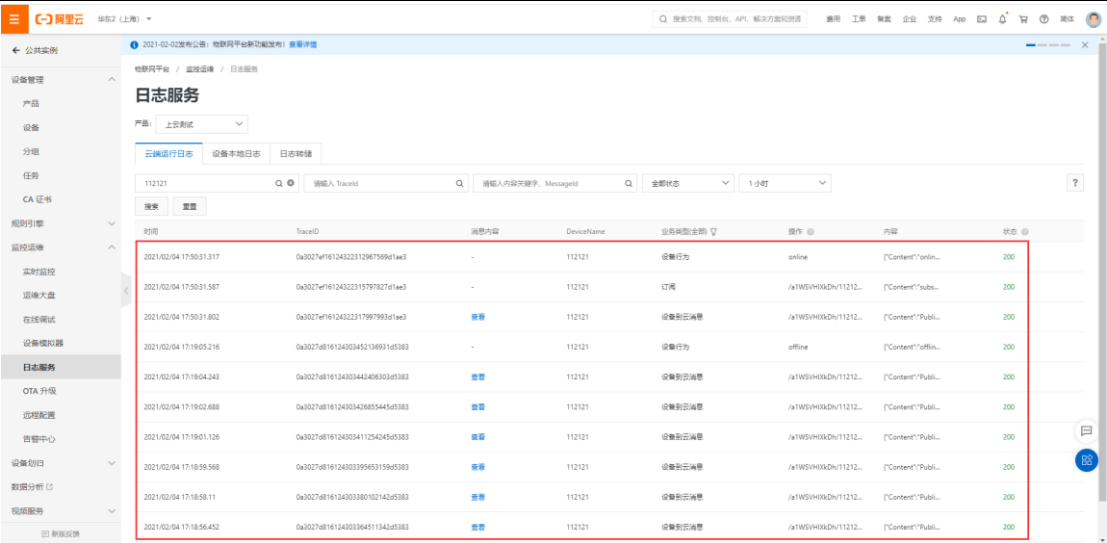 阿里云 华东2（上海） 搜索文档、控制台、API、解决方案和资源 费用 工单 备案 企业 支持 App 简体
公共实例
2021-02-02发布公告：物联网平台新功能发布！查看详情
物联网平台 / 监控运维 / 日志服务
日志服务
产品： 上云测试
云端运行日志 设备本地日志 日志转储
112121 请输入 TraceId 请输入内容关键字、MessageId 全部状态 1 小时 ?
搜索 重置
设备管理
产品
设备
分组
任务
CA 证书
规则引擎
监控运维
实时监控
运维大盘
在线调试
设备模拟器
日志服务
OTA 升级
远程配置
告警中心
设备划归
数据分析
视频服务
新版反馈
时间 TraceID 消息内容 DeviceName 业务类型(全部) 操作 内容 状态
2021/02/04 17:50:31.317 0a3027ef16124322312967569d1ae3 - 112121 设备行为 online {"Content":"onlin... 200
2021/02/04 17:50:31.587 0a3027ef16124322315797827d1ae3 - 112121 订阅 /a1WSVHIXkDh/11212... {"Content":"subs... 200
2021/02/04 17:50:31.802 0a3027ef16124322317997993d1ae3 查看 112121 设备到云消息 /a1WSVHIXkDh/11212... {"Content":"Publi... 200
2021/02/04 17:19:05.216 0a3027d816124303452136931d5383 - 112121 设备行为 offline {"Content":"offlin... 200
2021/02/04 17:19:04.243 0a3027d816124303442406303d5383 查看 112121 设备到云消息 /a1WSVHIXkDh/11212... {"Content":"Publi... 200
2021/02/04 17:19:02.688 0a3027d816124303426855445d5383 查看 112121 设备到云消息 /a1WSVHIXkDh/11212... {"Content":"Publi... 200
2021/02/04 17:19:01.126 0a3027d816124303411254245d5383 查看 112121 设备到云消息 /a1WSVHIXkDh/11212... {"Content":"Publi... 200
2021/02/04 17:18:59.568 0a3027d816124303395653159d5383 查看 112121 设备到云消息 /a1WSVHIXkDh/11212... {"Content":"Publi... 200
2021/02/04 17:18:58.11 0a3027d816124303380102142d5383 查看 112121 设备到云消息 /a1WSVHIXkDh/11212... {"Content":"Publi... 200
2021/02/04 17:18:56.452 0a3027d816124303364511342d5383 查看 112121 设备到云消息 /a1WSVHIXkDh/11212... {"Content":"Publi... 200